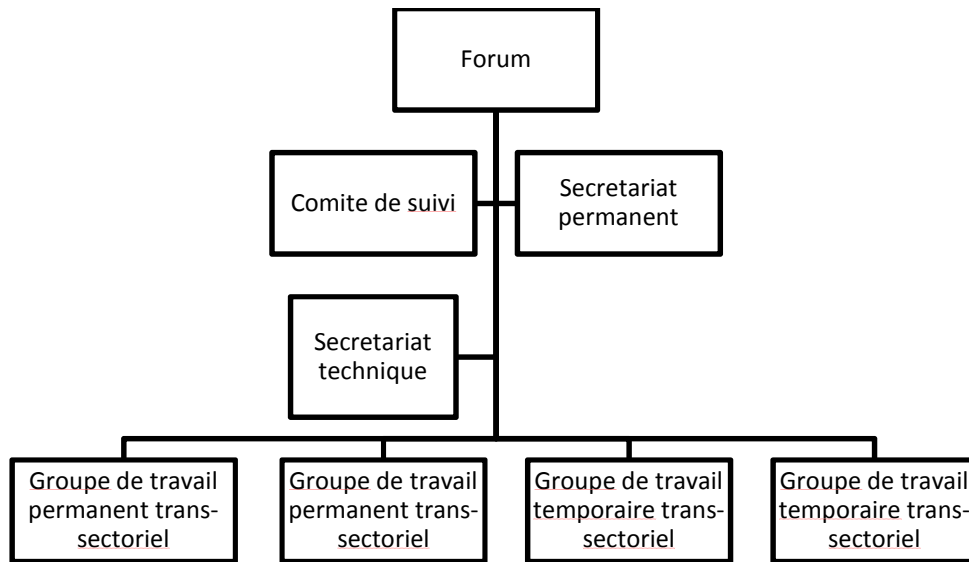 Forum
Comite de suivi
Secretariat
permanent
Secretariat
technique
Groupe de travail
permanent trans-
sectoriel
Groupe de travail
permanent trans-
sectoriel
Groupe de travail
temporaire trans-
sectoriel
Groupe de travail
temporaire trans-
sectoriel